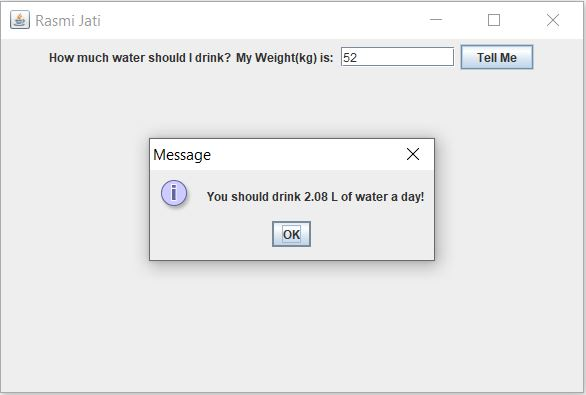 Rasmi Jati
How much water should I drink? My Weight(kg) is: 52 Tell Me
Message
i You should drink 2.08 L of water a day!
OK